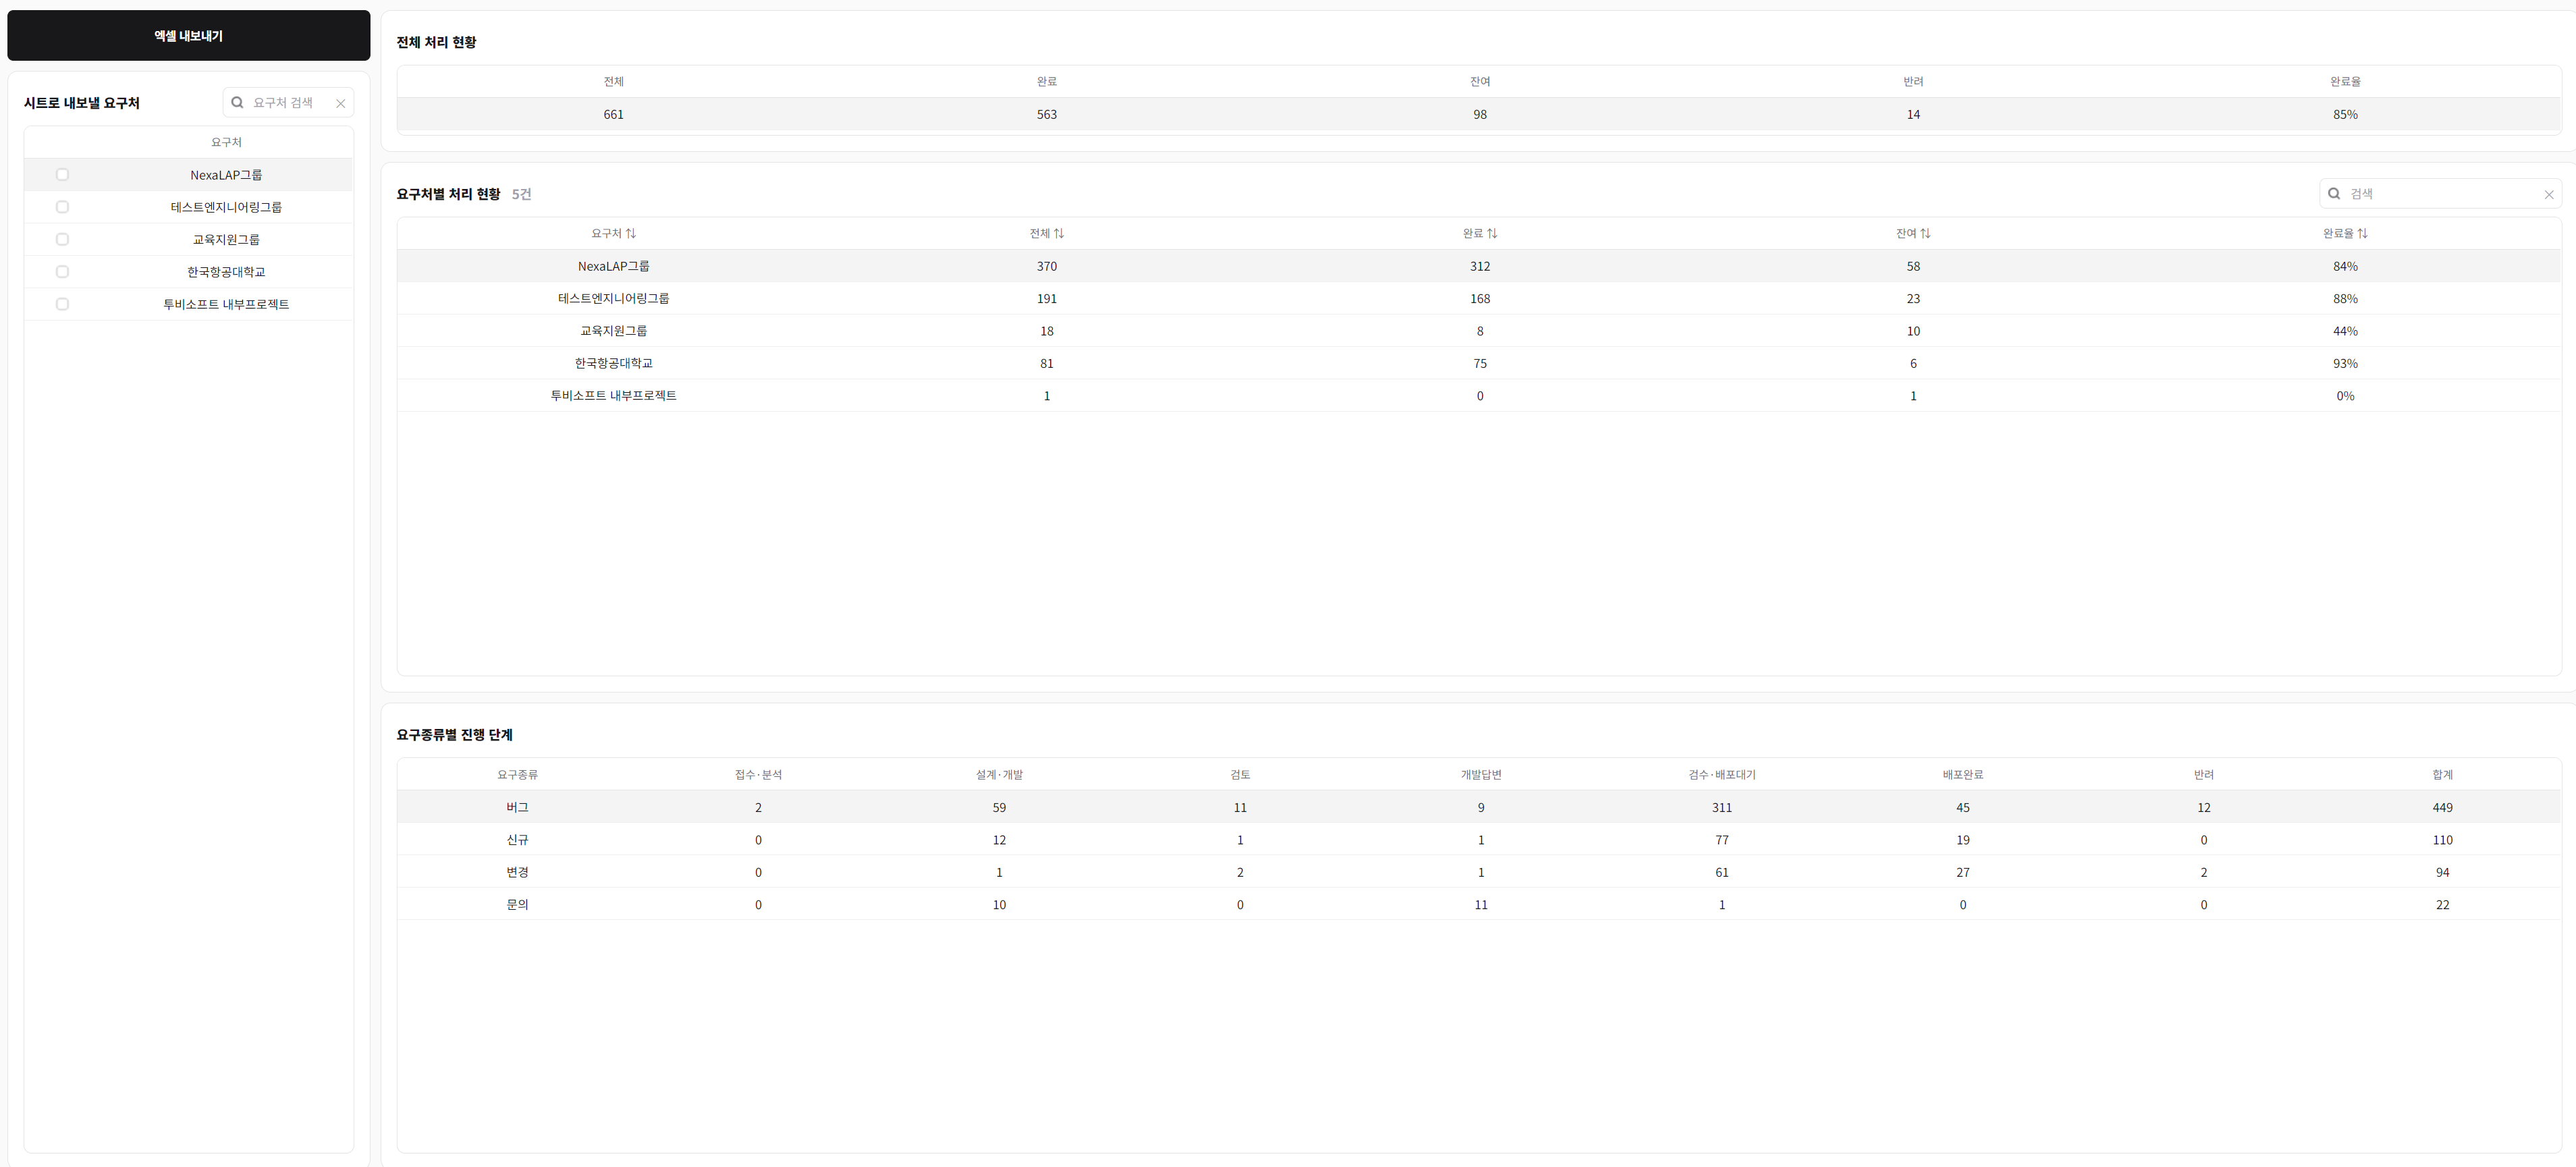 엑셀 내보내기
시트로 내보낼 요구처
요구처 검색
요구처
NexaLAP그룹
테스트엔지니어링그룹
교육지원그룹
한국항공대학교
투비소프트 내부프로젝트
전체 처리 현황
전체 완료 잔여 반려 완료율
661 563 98 14 85%
요구처별 처리 현황 5건
검색
요구처 전체 완료 잔여 완료율
NexaLAP그룹 370 312 58 84%
테스트엔지니어링그룹 191 168 23 88%
교육지원그룹 18 8 10 44%
한국항공대학교 81 75 6 93%
투비소프트 내부프로젝트 1 0 1 0%
요구종류별 진행 단계
요구종류 접수·분석 설계·개발 검토 개발답변 검수·배포대기 배포완료 반려 합계
버그 2 59 11 9 311 45 12 449
신규 0 12 1 1 77 19 0 110
변경 0 1 2 1 61 27 2 94
문의 0 10 0 11 1 0 0 22